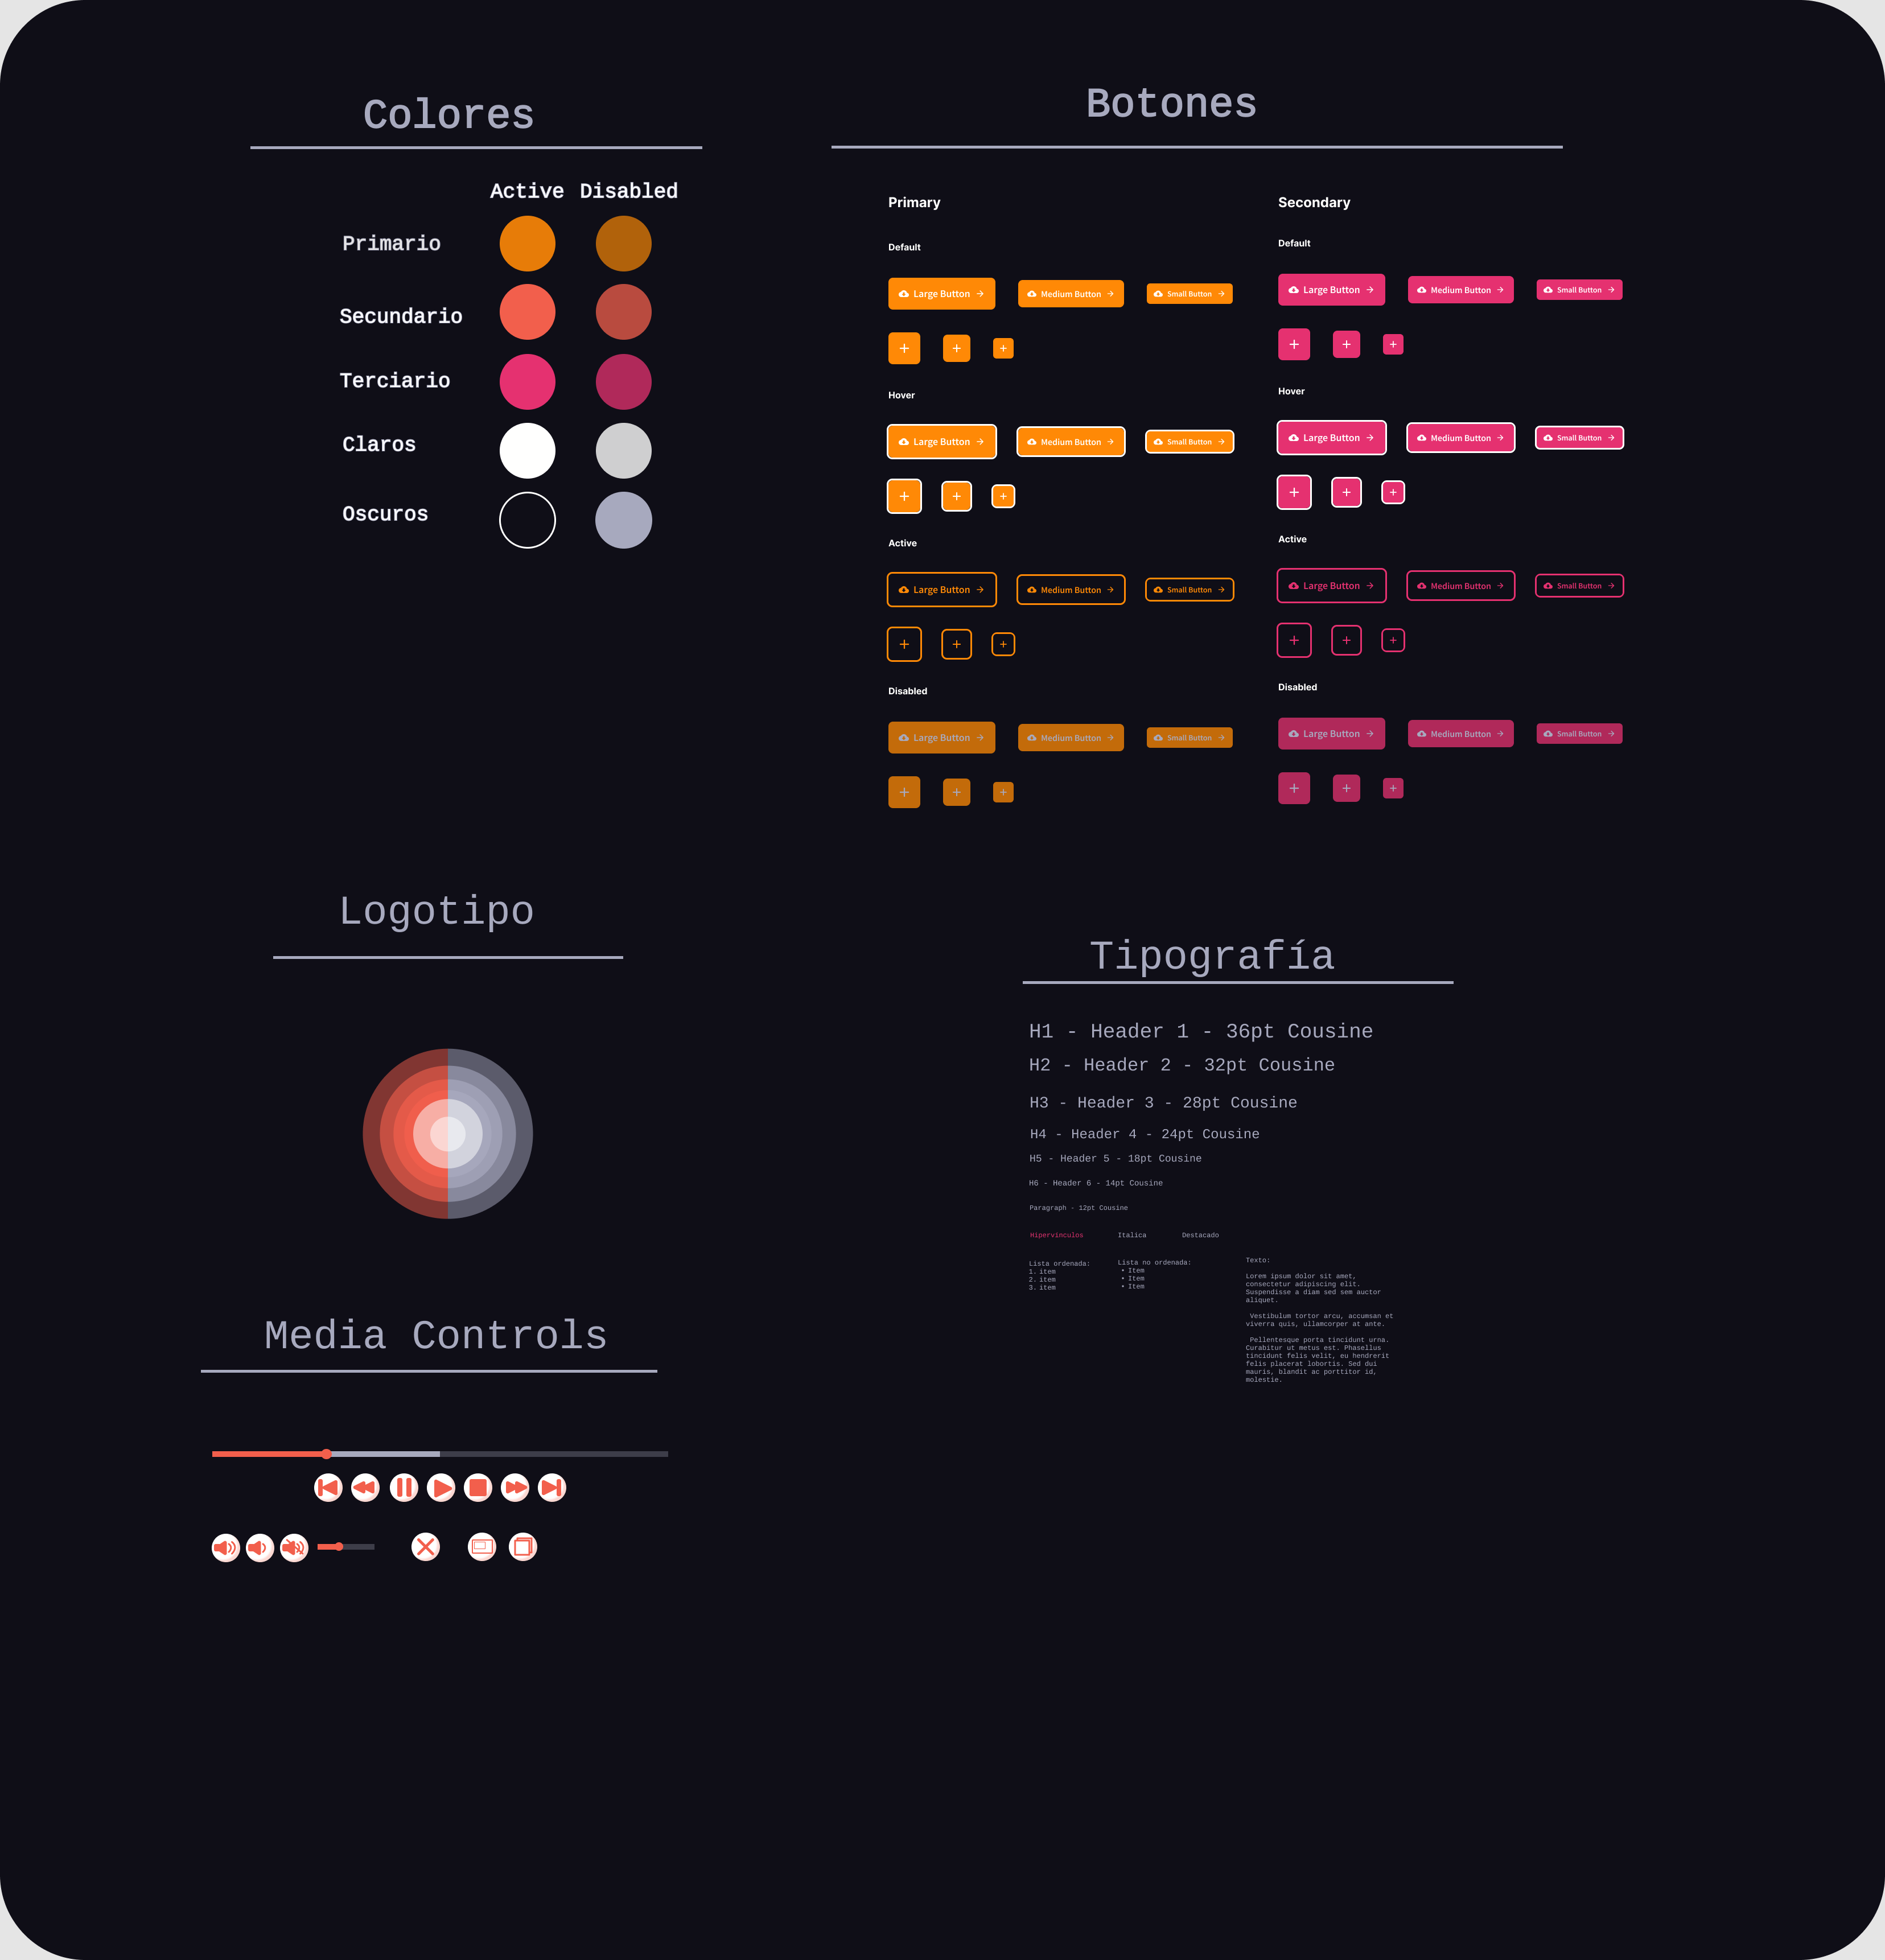 Colores
Active Disabled
Primario
Secundario
Terciario
Claros
Oscuros
Botones
Primary
Default
Large Button
Medium Button
Small Button
Hover
Large Button
Medium Button
Small Button
Active
Large Button
Medium Button
Small Button
Disabled
Large Button
Medium Button
Small Button
Secondary
Default
Large Button
Medium Button
Small Button
Hover
Large Button
Medium Button
Small Button
Active
Large Button
Medium Button
Small Button
Disabled
Large Button
Medium Button
Small Button
Logotipo
Media Controls
Tipografía
H1 - Header 1 - 36pt Cousine
H2 - Header 2 - 32pt Cousine
H3 - Header 3 - 28pt Cousine
H4 - Header 4 - 24pt Cousine
H5 - Header 5 - 18pt Cousine
H6 - Header 6 - 14pt Cousine
Paragraph - 12pt Cousine
Hipervínculos
Italica
Destacado
Lista ordenada:
1. item
2. item
3. item
Lista no ordenada:
• Item
• Item
• Item
Texto:
Lorem ipsum dolor sit amet,
consectetur adipiscing elit.
Suspendisse a diam sed sem auctor
aliquet.
Vestibulum tortor arcu, accumsan et
viverra quis, ullamcorper at ante.
Pellentesque porta tincidunt urna.
Curabitur ut metus est. Phasellus
tincidunt felis velit, eu hendrerit
felis placerat lobortis. Sed dui
mauris, blandit ac porttitor id,
molestie.